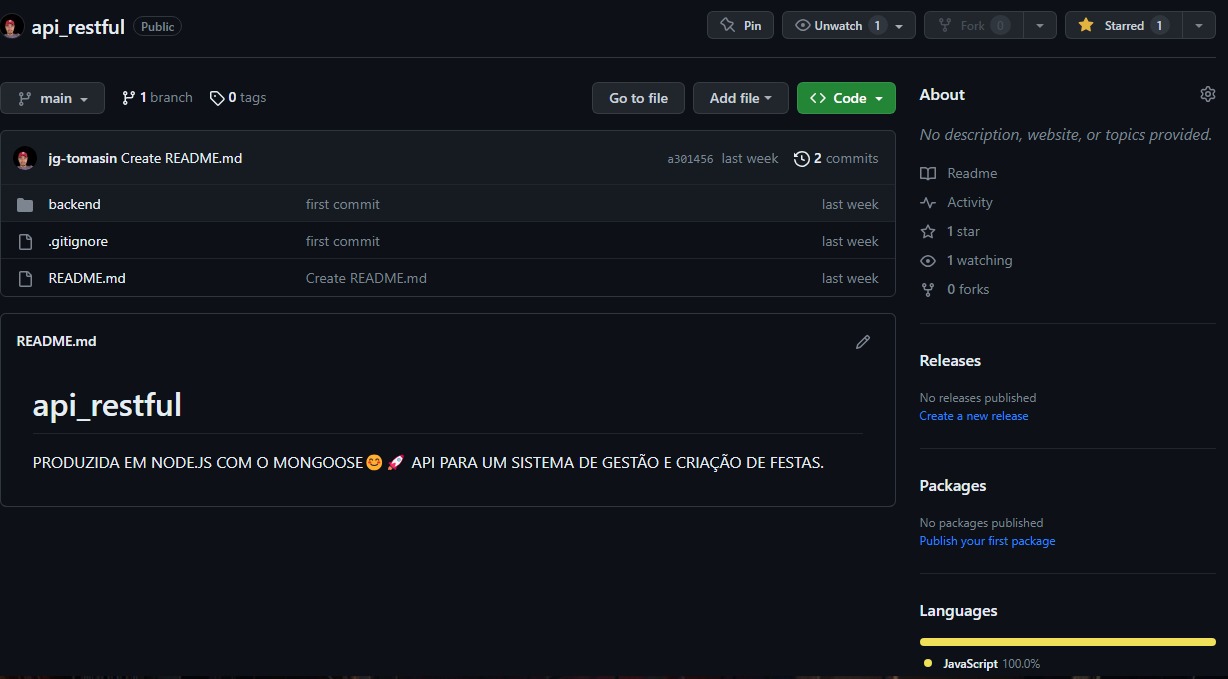 api_restful Public Pin Unwatch 1 Fork 0 Starred 1
main 1 branch 0 tags Go to file Add file <> Code
jg-tomasin Create README.md a301456 last week 2 commits
backend first commit last week
.gitignore first commit last week
README.md Create README.md last week
README.md
api_restful
PRODUZIDA EM NODE.JS COM O MONGOOSE😊🚀 API PARA UM SISTEMA DE GESTÃO E CRIAÇÃO DE FESTAS.
About
No description, website, or topics provided.
Readme
Activity
1 star
1 watching
0 forks
Releases
No releases published
Create a new release
Packages
No packages published
Publish your first package
Languages
JavaScript 100.0%